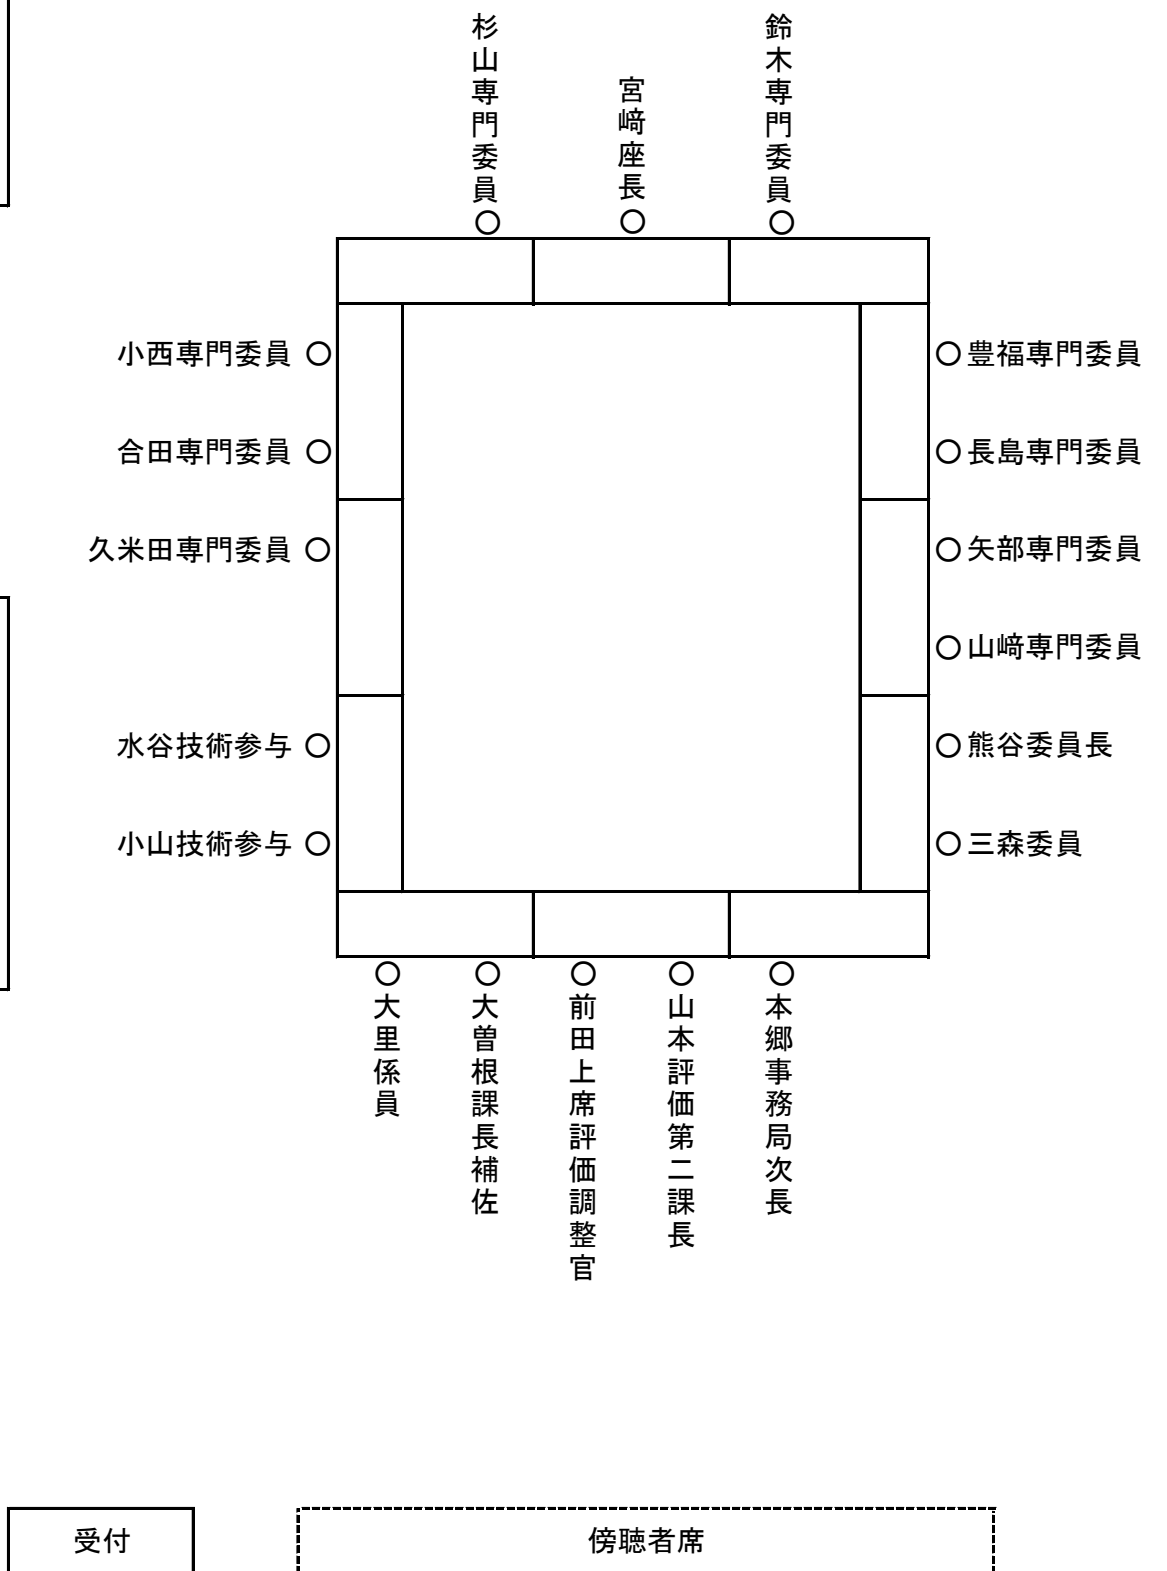 杉山専門委員
宮﨑座長
鈴木専門委員
小西専門委員
豊福専門委員
合田専門委員
長島専門委員
久米田専門委員
矢部専門委員
山﨑専門委員
水谷技術参与
熊谷委員長
小山技術参与
三森委員
大里係員
大曽根課長補佐
前田上席評価調整官
山本評価第二課長
本郷事務局次長
受付
傍聴者席